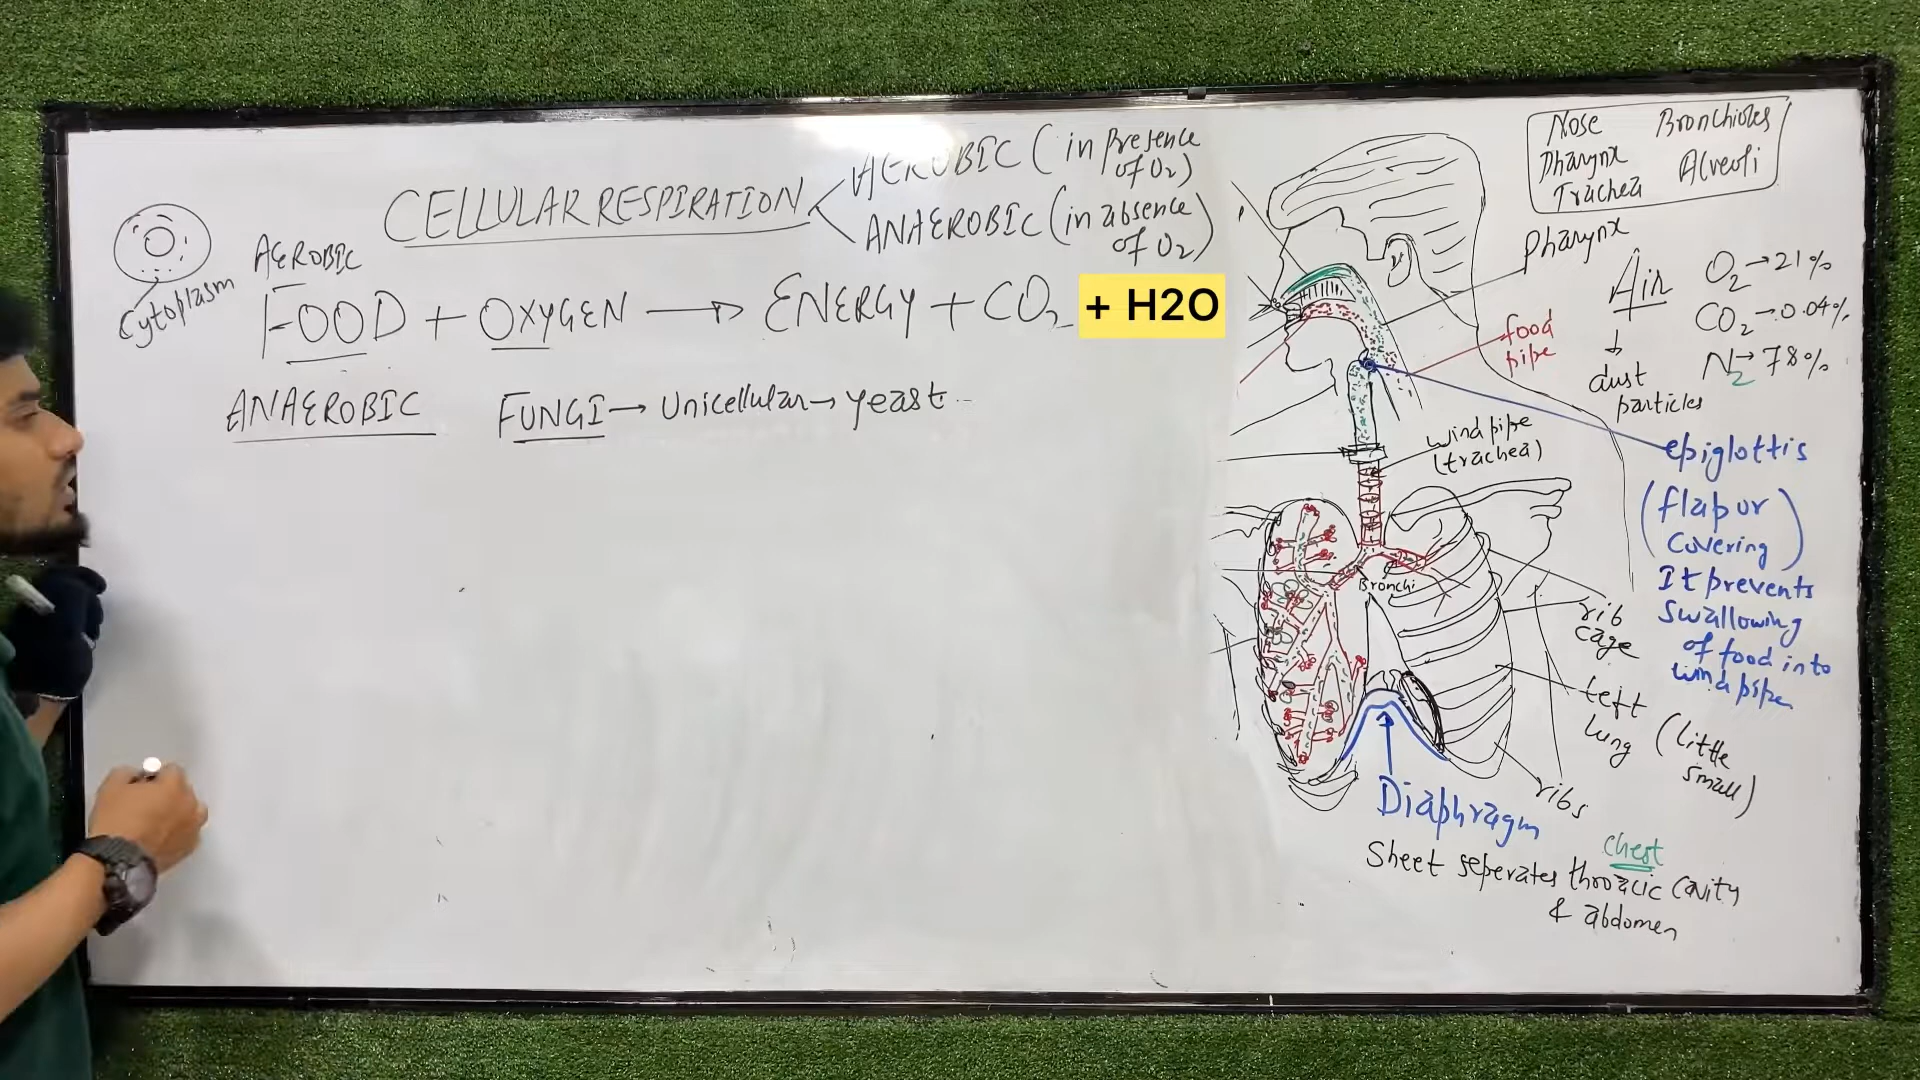 CELLULAR RESPIRATION
AEROBIC (in presence
of O2)
ANAEROBIC (in absence
of O2)
Cytoplasm
AEROBIC
FOOD + OXYGEN → ENERGY + CO2 + H2O
ANAEROBIC FUNGI → Unicellular → yeast
Nose Bronchioles
Pharynx Alveoli
Trachea
Pharynx
Air
O2 → 21%
CO2 → 0.04%
N2 → 78%
dust
particles
food
pipe
wind pipe
(trachea)
Bronchi
epiglottis
(flap or
covering)
It prevents
swallowing
of food into
wind pipe
rib
cage
left
lung (little
small)
ribs
Diaphragm
chest
Sheet seperates throacic cavity
& abdomen